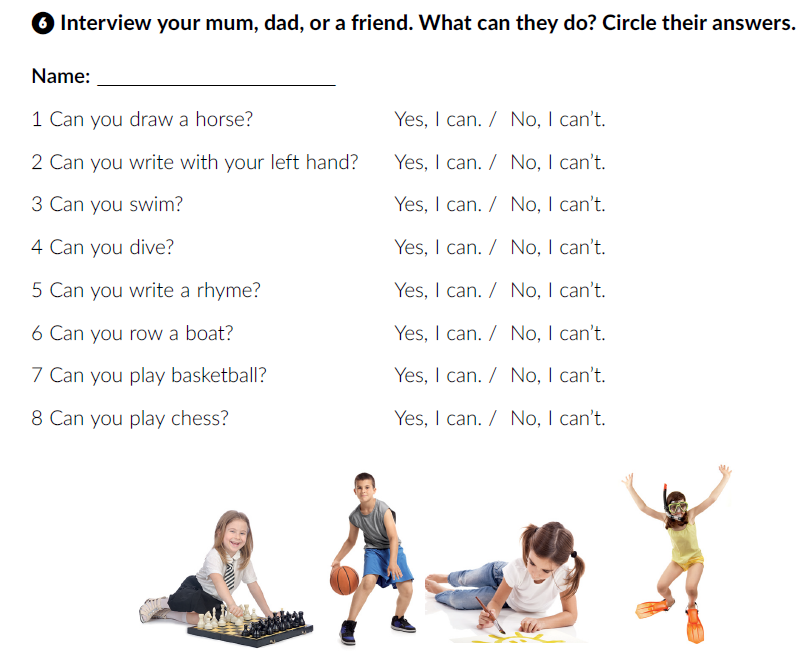 6 Interview your mum, dad, or a friend. What can they do? Circle their answers.
Name: ____________________
1 Can you draw a horse? Yes, I can. / No, I can’t.
2 Can you write with your left hand? Yes, I can. / No, I can’t.
3 Can you swim? Yes, I can. / No, I can’t.
4 Can you dive? Yes, I can. / No, I can’t.
5 Can you write a rhyme? Yes, I can. / No, I can’t.
6 Can you row a boat? Yes, I can. / No, I can’t.
7 Can you play basketball? Yes, I can. / No, I can’t.
8 Can you play chess? Yes, I can. / No, I can’t.